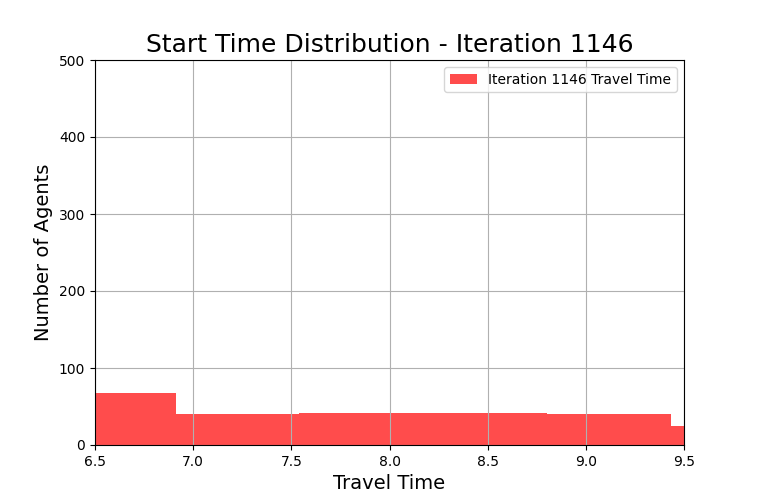 Start Time Distribution - Iteration 1146
Iteration 1146 Travel Time
Number of Agents
500
400
300
200
100
0
6.5 7.0 7.5 8.0 8.5 9.0 9.5
Travel Time